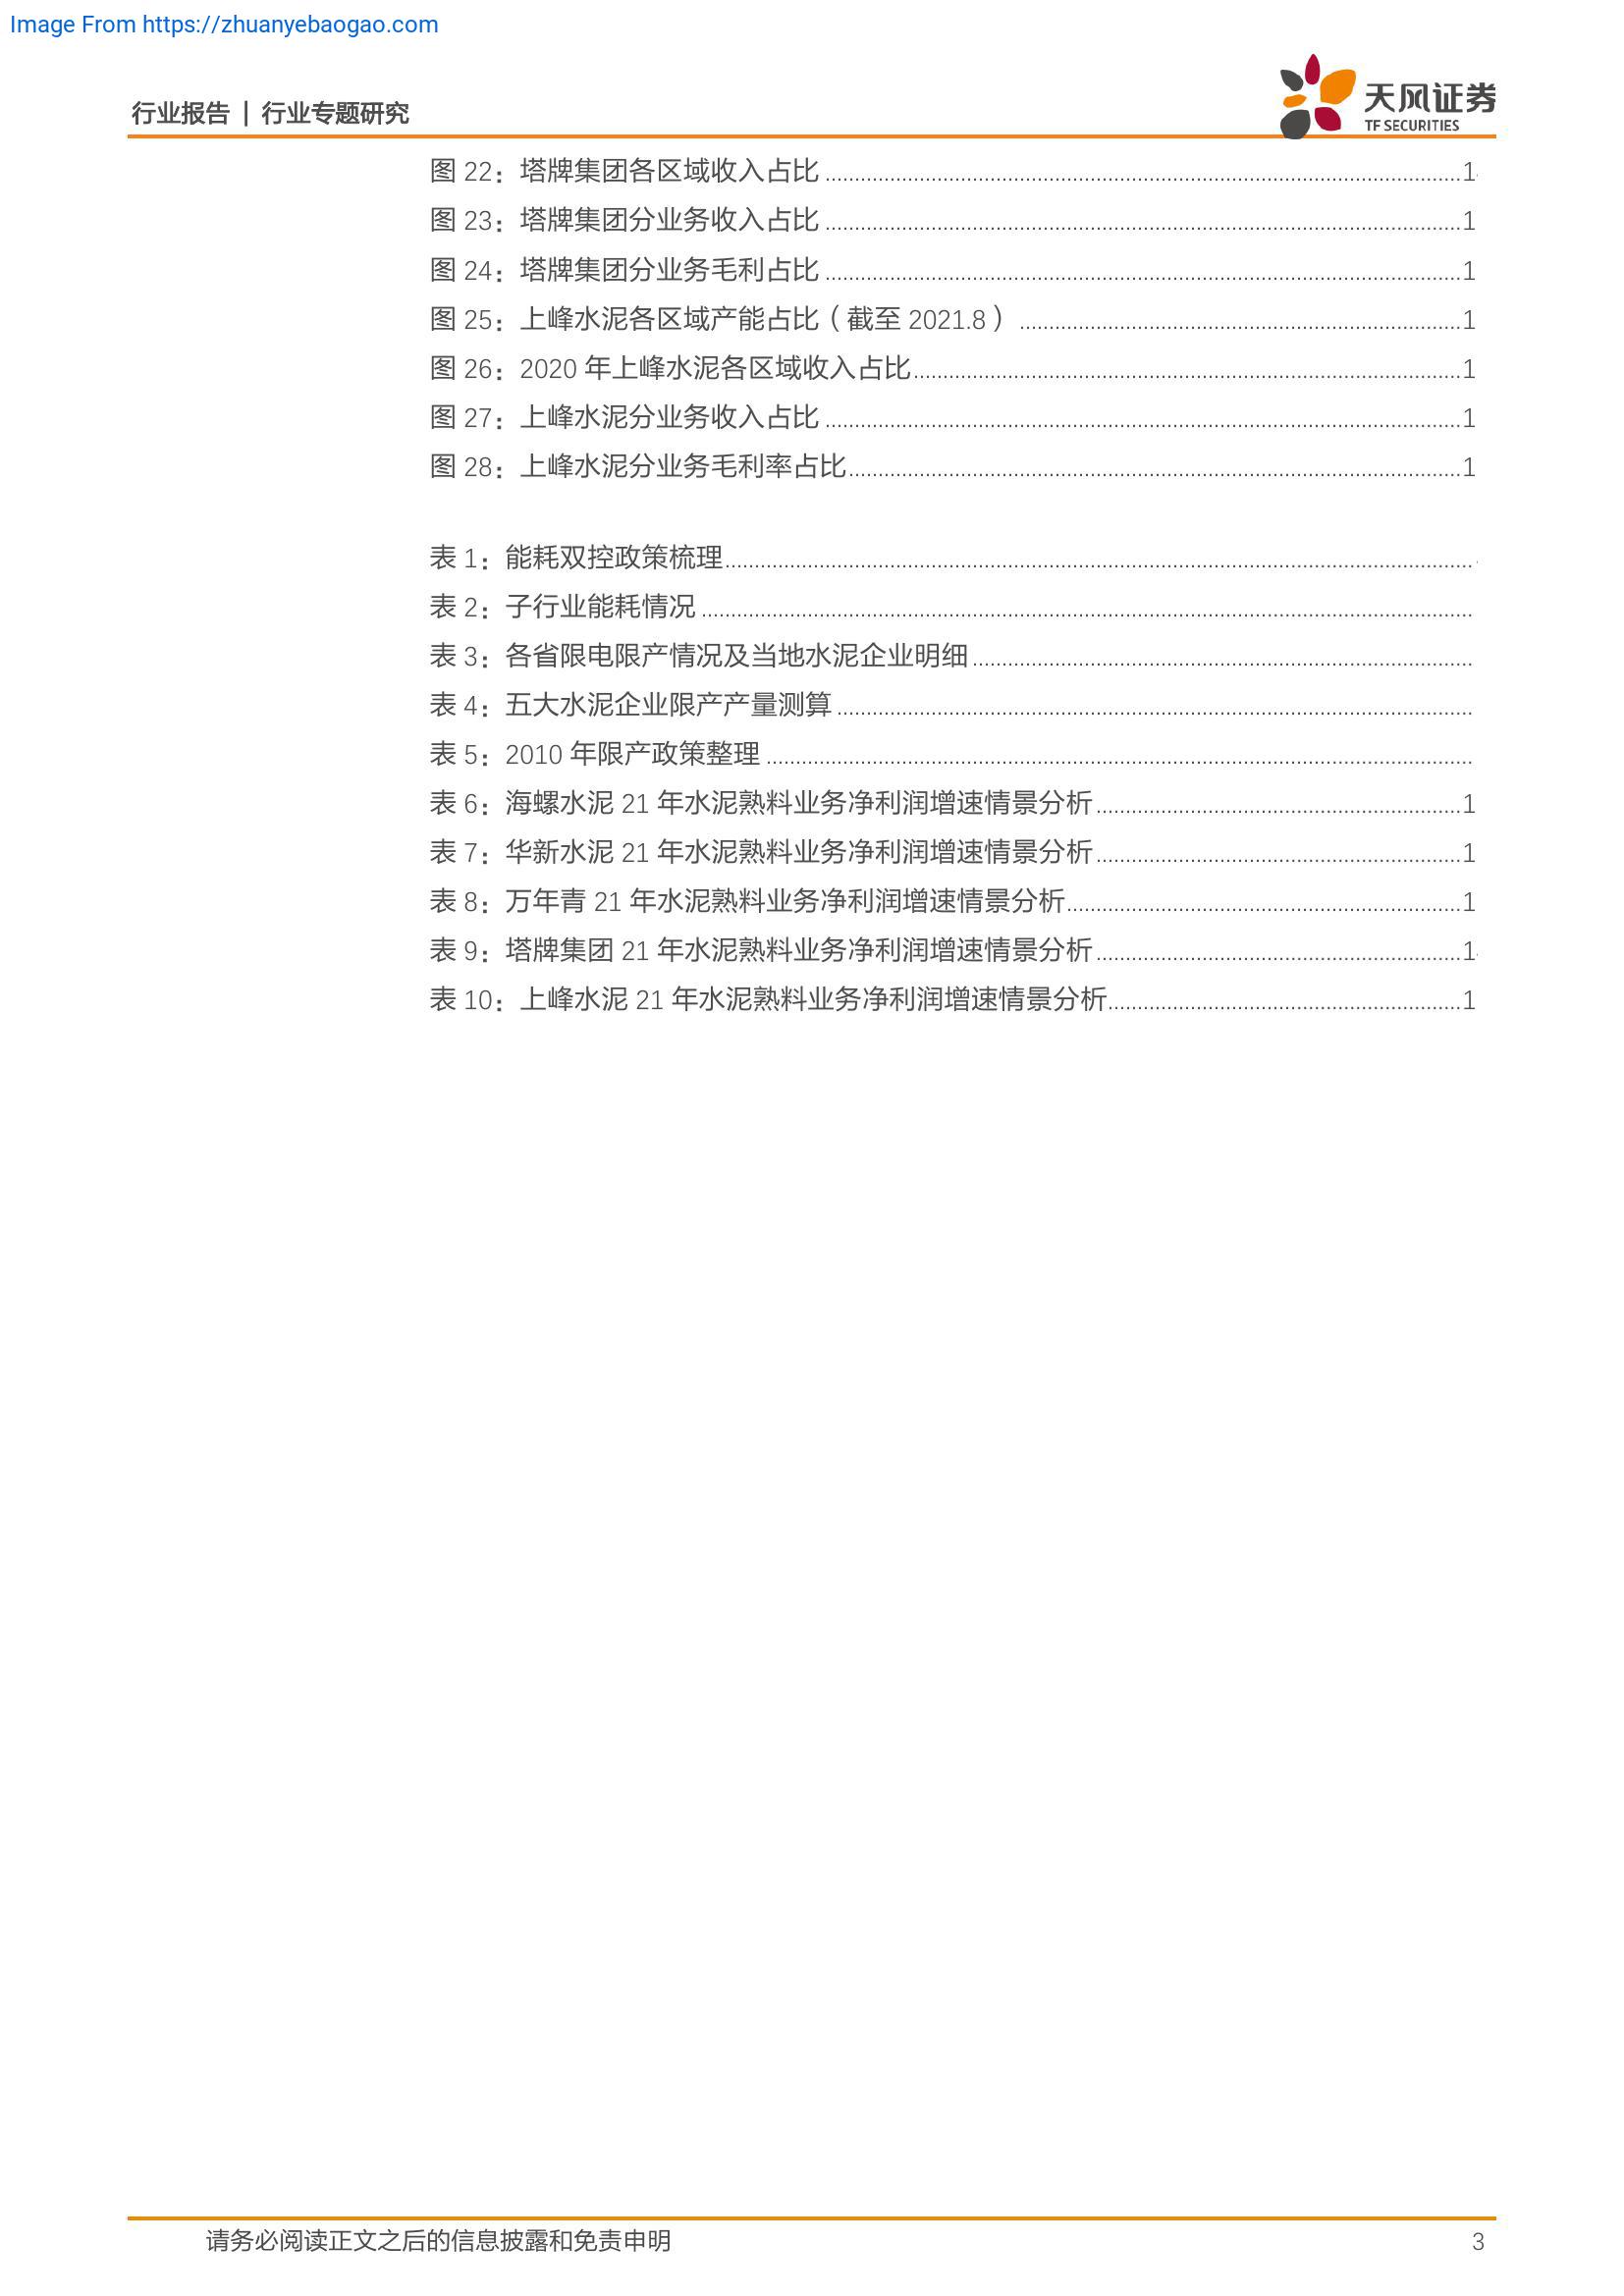 Image From https://zhuanyebaogao.com
行业报告 | 行业专题研究
天风证券
TF SECURITIES
图 22：塔牌集团各区域收入占比 ........ 1
图 23：塔牌集团分业务收入占比 ........ 1
图 24：塔牌集团分业务毛利占比 ........ 1
图 25：上峰水泥各区域产能占比（截至 2021.8） ........ 1
图 26：2020 年上峰水泥各区域收入占比 ........ 1
图 27：上峰水泥分业务收入占比 ........ 1
图 28：上峰水泥分业务毛利率占比 ........ 1
表 1：能耗双控政策梳理 ........
表 2：子行业能耗情况 ........
表 3：各省限电限产情况及当地水泥企业明细 ........
表 4：五大水泥企业限产产量测算 ........
表 5：2010 年限产政策整理 ........
表 6：海螺水泥 21 年水泥熟料业务净利润增速情景分析 ........ 1
表 7：华新水泥 21 年水泥熟料业务净利润增速情景分析 ........ 1
表 8：万年青 21 年水泥熟料业务净利润增速情景分析 ........ 1
表 9：塔牌集团 21 年水泥熟料业务净利润增速情景分析 ........ 1
表 10：上峰水泥 21 年水泥熟料业务净利润增速情景分析 ........ 1
请务必阅读正文之后的信息披露和免责申明
3